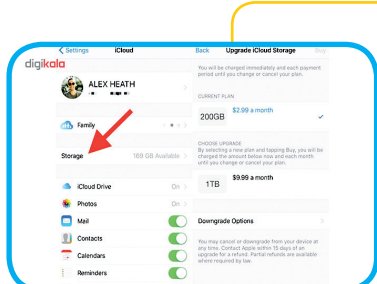 digikala
Settings
iCloud
ALEX HEATH
Family
Storage
169 GB Available
iCloud Drive
On
Photos
On
Mail
Contacts
Calendars
Reminders
Back
Upgrade iCloud Storage
Buy
You will be charged immediately and each payment
period until you change or cancel your plan.
CURRENT PLAN
200GB
$2.99 a month
CHOOSE UPGRADE
By selecting a new plan and tapping Buy, you will be
charged the amount below now and each month
until you change or cancel your plan.
1TB
$9.99 a month
Downgrade Options
You may cancel or downgrade from your device at
any time. Contact Apple within 15 days of an
upgrade for a refund. Partial refunds are available
where required by law.